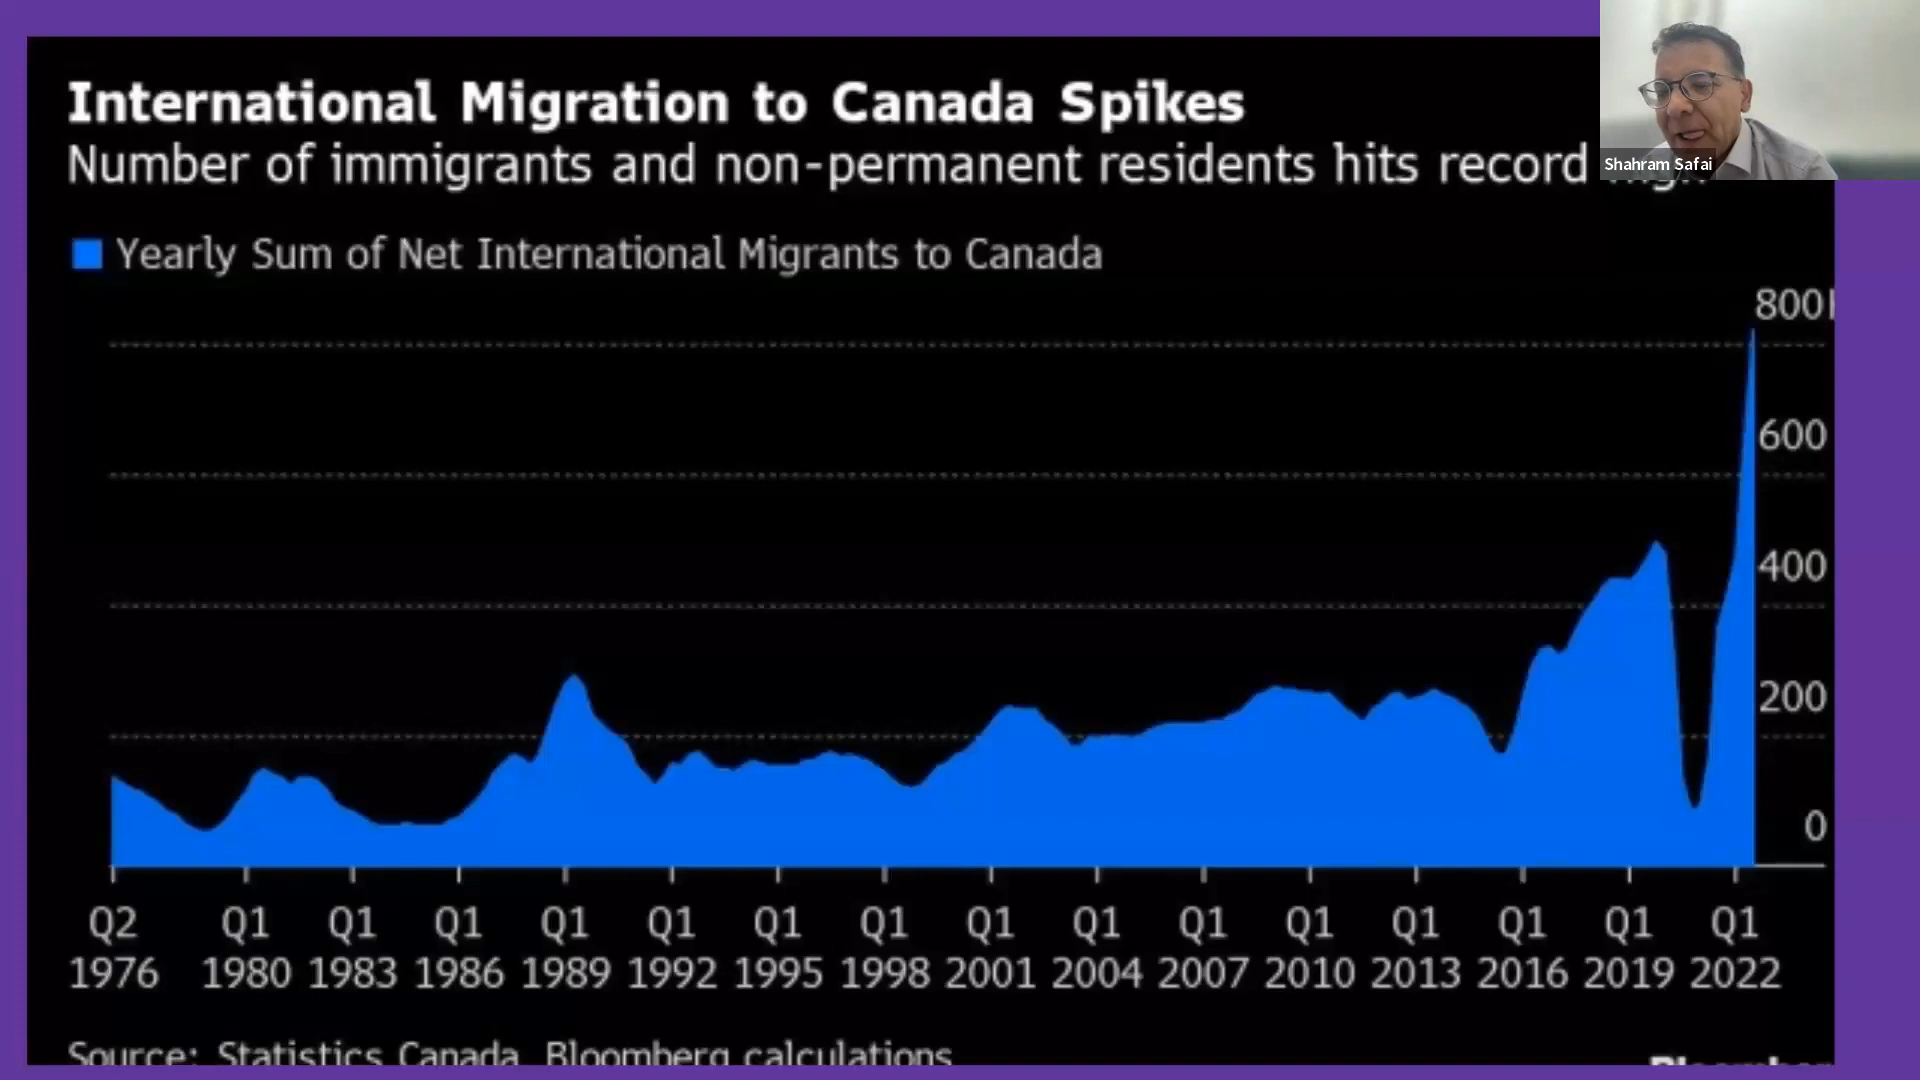 International Migration to Canada Spikes
Number of immigrants and non-permanent residents hits record
Shahram Safai
Yearly Sum of Net International Migrants to Canada
800
600
400
200
0
Q2 Q1 Q1 Q1 Q1 Q1 Q1 Q1 Q1 Q1 Q1 Q1 Q1 Q1 Q1 Q1
1976 1980 1983 1986 1989 1992 1995 1998 2001 2004 2007 2010 2013 2016 2019 2022
Source: Statistics Canada, Bloomberg calculations